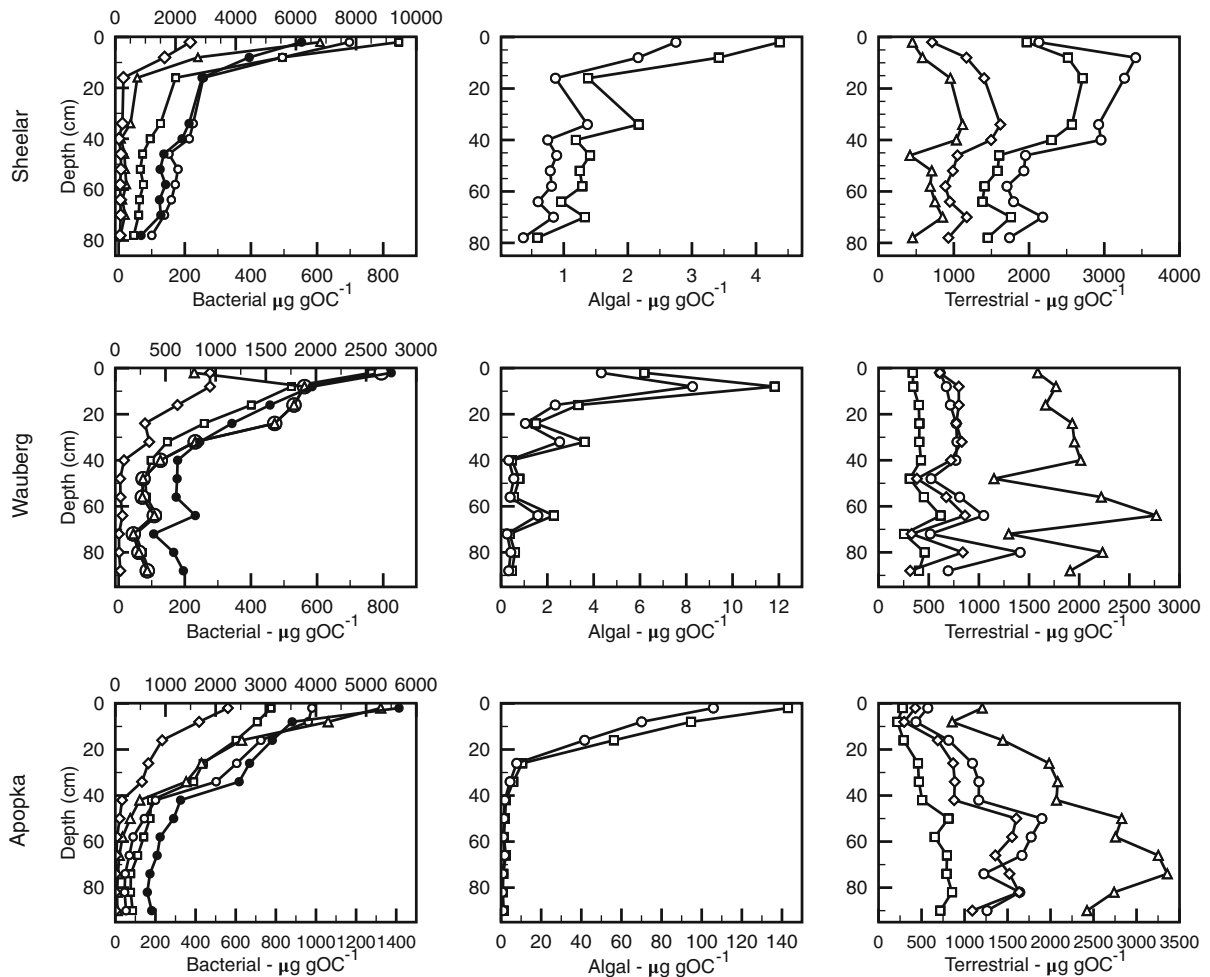 0 2000 4000 6000 8000 10000
0
20
40
60
80
Sheelar
Depth (cm)
0 200 400 600 800 1000
Bacterial µg gOC-1
0
20
40
60
80
1 2 3 4
Algal - µg gOC-1
0
20
40
60
80
0 1000 2000 3000 4000
Terrestrial - µg gOC-1
0 500 1000 1500 2000 2500 3000
0
20
40
60
80
Wauberg
Depth (cm)
0 200 400 600 800
Bacterial - µg gOC-1
0
20
40
60
80
0 2 4 6 8 10 12
Algal - µg gOC-1
0
20
40
60
80
0 500 1000 1500 2000 2500 3000
Terrestrial - µg gOC-1
0 1000 2000 3000 4000 5000 6000
0
20
40
60
80
Apopka
Depth (cm)
0 200 400 600 800 1000 1200 1400
Bacterial - µg gOC-1
0
20
40
60
80
0 20 40 60 80 100 120 140
Algal - µg gOC-1
0
20
40
60
80
0 500 1000 1500 2000 2500 3000 3500
Terrestrial - µg gOC-1